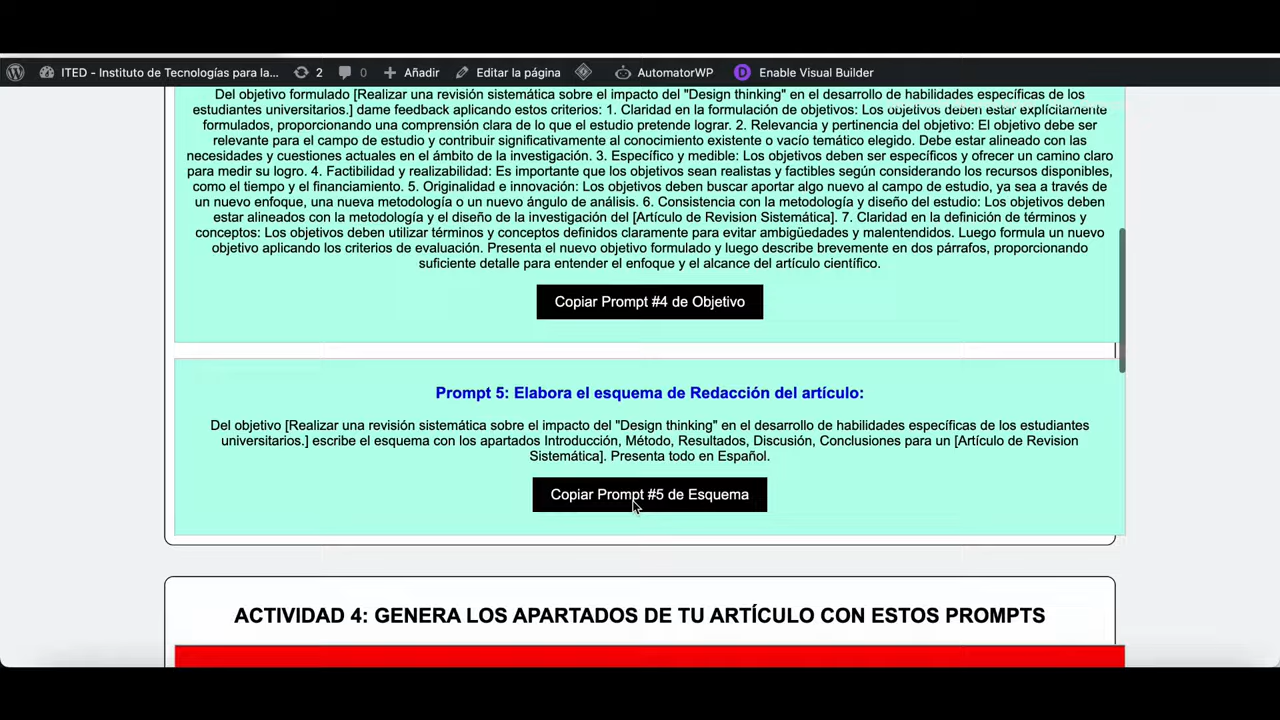 ITED - Instituto de Tecnologías para la... 2 0 Añadir Editar la página AutomatorWP D Enable Visual Builder
Del objetivo formulado [Realizar una revisión sistemática sobre el impacto del "Design thinking" en el desarrollo de habilidades específicas de los
estudiantes universitarios.] dame feedback aplicando estos criterios: 1. Claridad en la formulación de objetivos: Los objetivos deben estar explícitamente
formulados, proporcionando una comprensión clara de lo que el estudio pretende lograr. 2. Relevancia y pertinencia del objetivo: El objetivo debe ser
relevante para el campo de estudio y contribuir significativamente al conocimiento existente o vacío temático elegido. Debe estar alineado con las
necesidades y cuestiones actuales en el ámbito de la investigación. 3. Específico y medible: Los objetivos deben ser específicos y ofrecer un camino claro
para medir su logro. 4. Factibilidad y realizabilidad: Es importante que los objetivos sean realistas y factibles según considerando los recursos disponibles,
como el tiempo y el financiamiento. 5. Originalidad e innovación: Los objetivos deben buscar aportar algo nuevo al campo de estudio, ya sea a través de
un nuevo enfoque, una nueva metodología o un nuevo ángulo de análisis. 6. Consistencia con la metodología y diseño del estudio: Los objetivos deben
estar alineados con la metodología y el diseño de la investigación del [Artículo de Revision Sistemática]. 7. Claridad en la definición de términos y
conceptos: Los objetivos deben utilizar términos y conceptos definidos claramente para evitar ambigüedades y malentendidos. Luego formula un nuevo
objetivo aplicando los criterios de evaluación. Presenta el nuevo objetivo formulado y luego describe brevemente en dos párrafos, proporcionando
suficiente detalle para entender el enfoque y el alcance del artículo científico.
Copiar Prompt #4 de Objetivo
Prompt 5: Elabora el esquema de Redacción del artículo:
Del objetivo [Realizar una revisión sistemática sobre el impacto del "Design thinking" en el desarrollo de habilidades específicas de los estudiantes
universitarios.] escribe el esquema con los apartados Introducción, Método, Resultados, Discusión, Conclusiones para un [Artículo de Revision
Sistemática]. Presenta todo en Español.
Copiar Prompt #5 de Esquema
ACTIVIDAD 4: GENERA LOS APARTADOS DE TU ARTÍCULO CON ESTOS PROMPTS